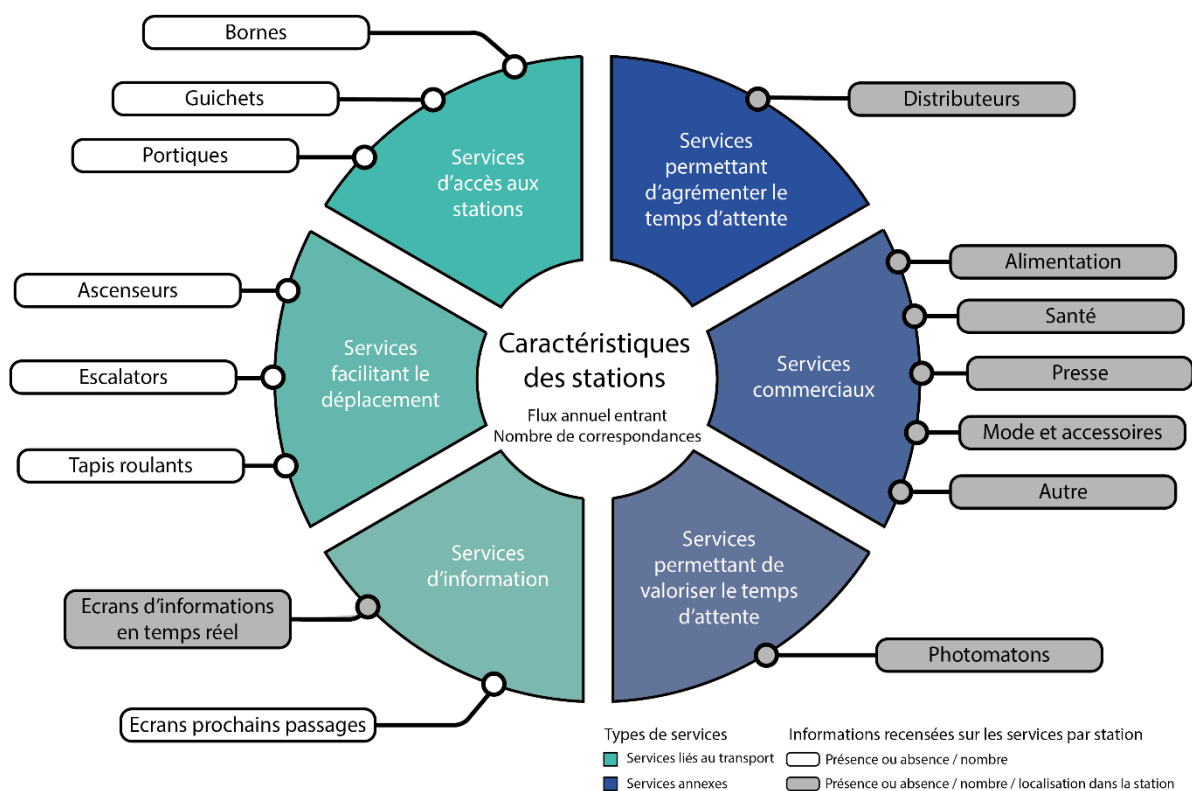 Bornes
Guichets
Portiques
Services
d'accès aux
stations
Services
permettant
d'agrémenter le
temps d'attente
Distributeurs
Ascenseurs
Escalators
Tapis roulants
Services
facilitant le
déplacement
Caractéristiques
des stations
Flux annuel entrant
Nombre de correspondances
Services
commerciaux
Alimentation
Santé
Presse
Mode et accessoires
Autre
Services
d'information
Ecrans d'informations
en temps réel
Ecrans prochains passages
Services
permettant de
valoriser le temps
d'attente
Photomatons
Types de services
Services liés au transport
Services annexes
Informations recensées sur les services par station
Présence ou absence / nombre
Présence ou absence / nombre / localisation dans la station